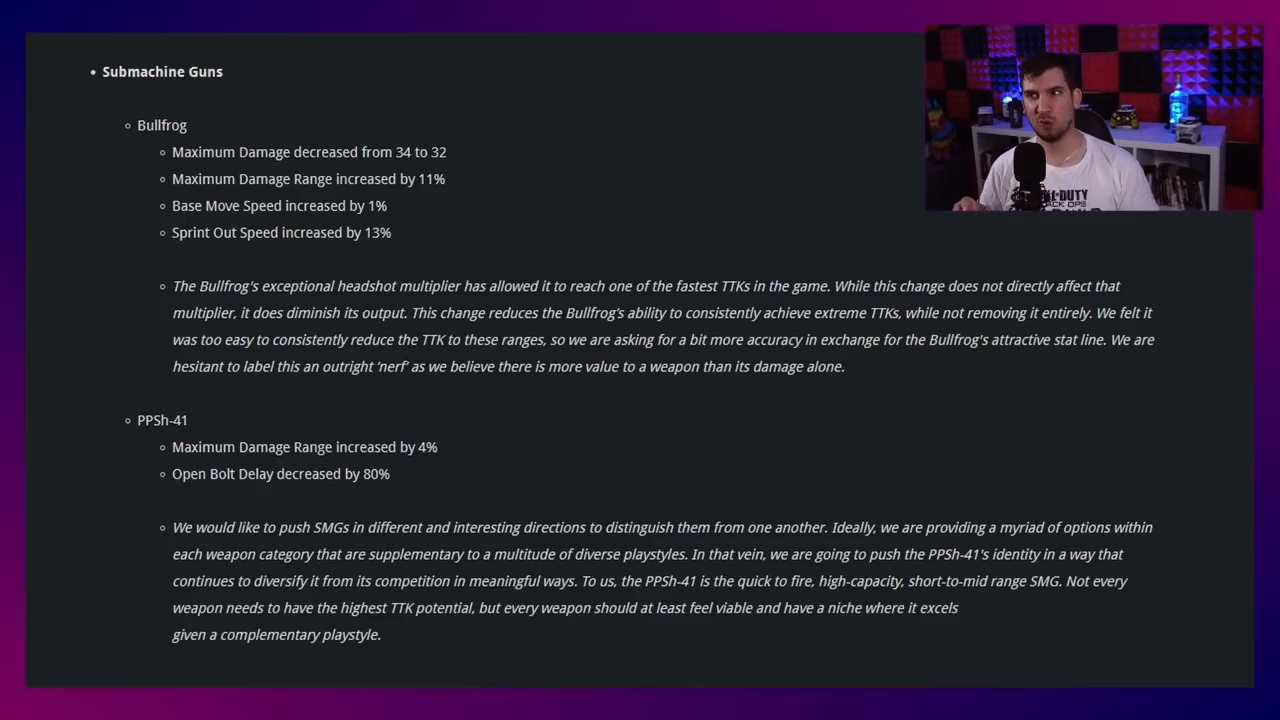 • Submachine Guns
◦ Bullfrog
◦ Maximum Damage decreased from 34 to 32
◦ Maximum Damage Range increased by 11%
◦ Base Move Speed increased by 1%
◦ Sprint Out Speed increased by 13%
◦ The Bullfrog's exceptional headshot multiplier has allowed it to reach one of the fastest TTKs in the game. While this change does not directly affect that
multiplier, it does diminish its output. This change reduces the Bullfrog’s ability to consistently achieve extreme TTKs, while not removing it entirely. We felt it
was too easy to consistently reduce the TTK to these ranges, so we are asking for a bit more accuracy in exchange for the Bullfrog's attractive stat line. We are
hesitant to label this an outright ‘nerf’ as we believe there is more value to a weapon than its damage alone.
◦ PPSh-41
◦ Maximum Damage Range increased by 4%
◦ Open Bolt Delay decreased by 80%
◦ We would like to push SMGs in different and interesting directions to distinguish them from one another. Ideally, we are providing a myriad of options within
each weapon category that are supplementary to a multitude of diverse playstyles. In that vein, we are going to push the PPSh-41's identity in a way that
continues to diversify it from its competition in meaningful ways. To us, the PPSh-41 is the quick to fire, high-capacity, short-to-mid range SMG. Not every
weapon needs to have the highest TTK potential, but every weapon should at least feel viable and have a niche where it excels
given a complementary playstyle.